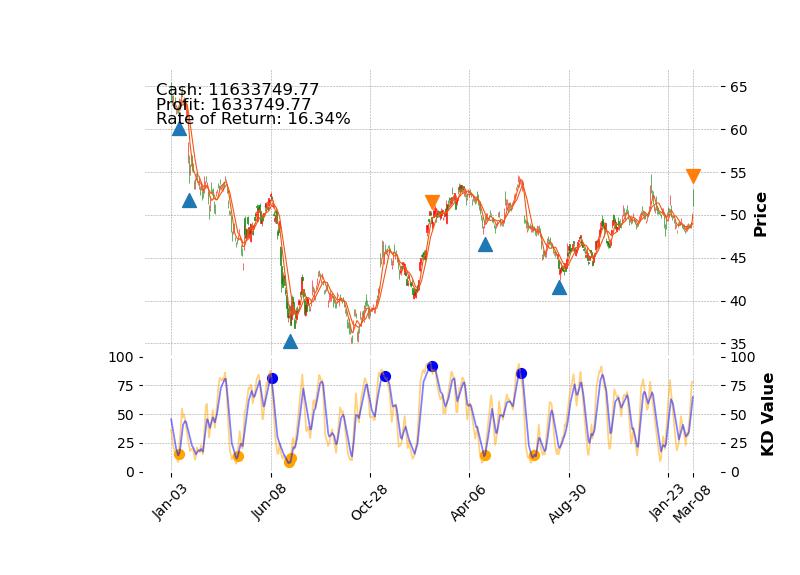 Cash: 11633749.77
Profit: 1633749.77
Rate of Return: 16.34%
65
60
55
50
45
40
35
Price
100
75
50
25
0
100
75
50
25
0
KD Value
Jan-03
Jun-08
Oct-28
Apr-06
Aug-30
Jan-23
Mar-08